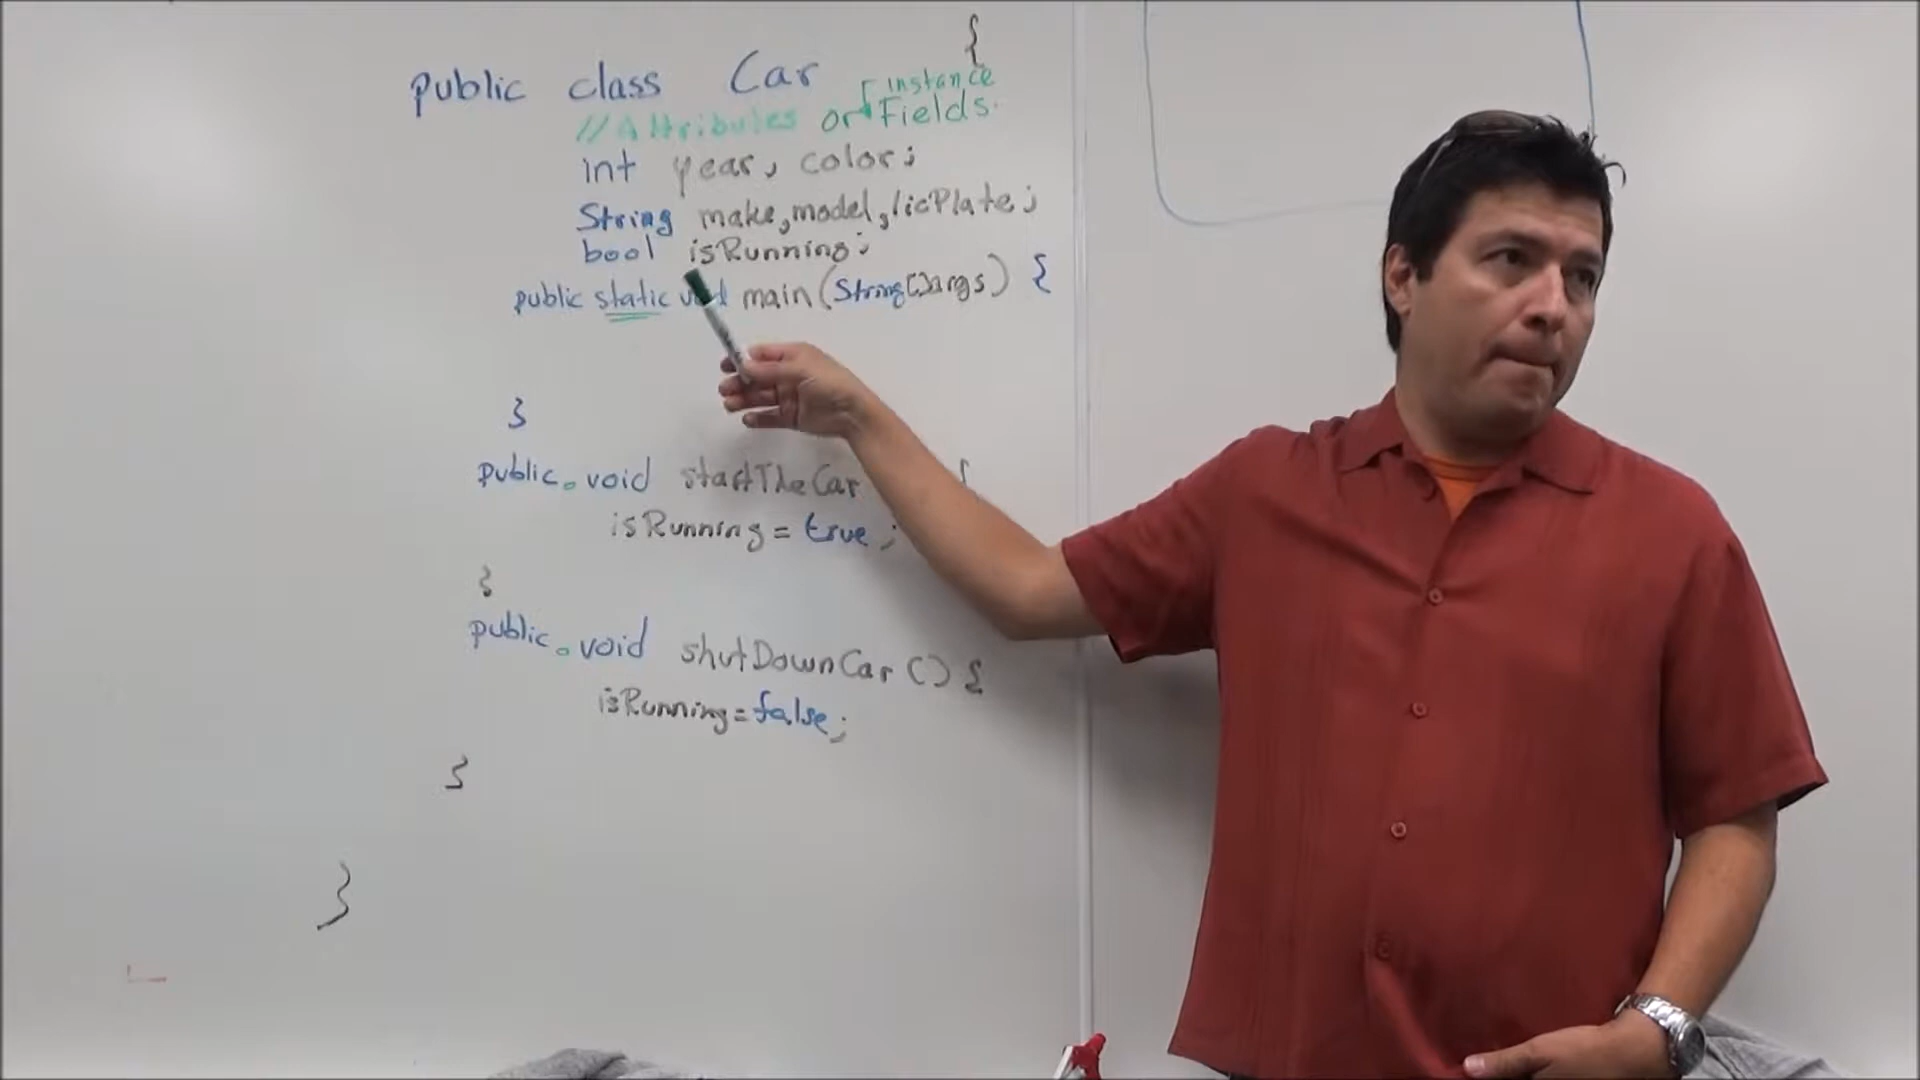 public class Car {
instance
//Attributes or Fields.
int year, color;
String make, model, licPlate;
bool isRunning;
public static void main(String[] args) {
}
public void startTheCar {
isRunning = true;
}
public void shutDownCar () {
isRunning = false;
}
}